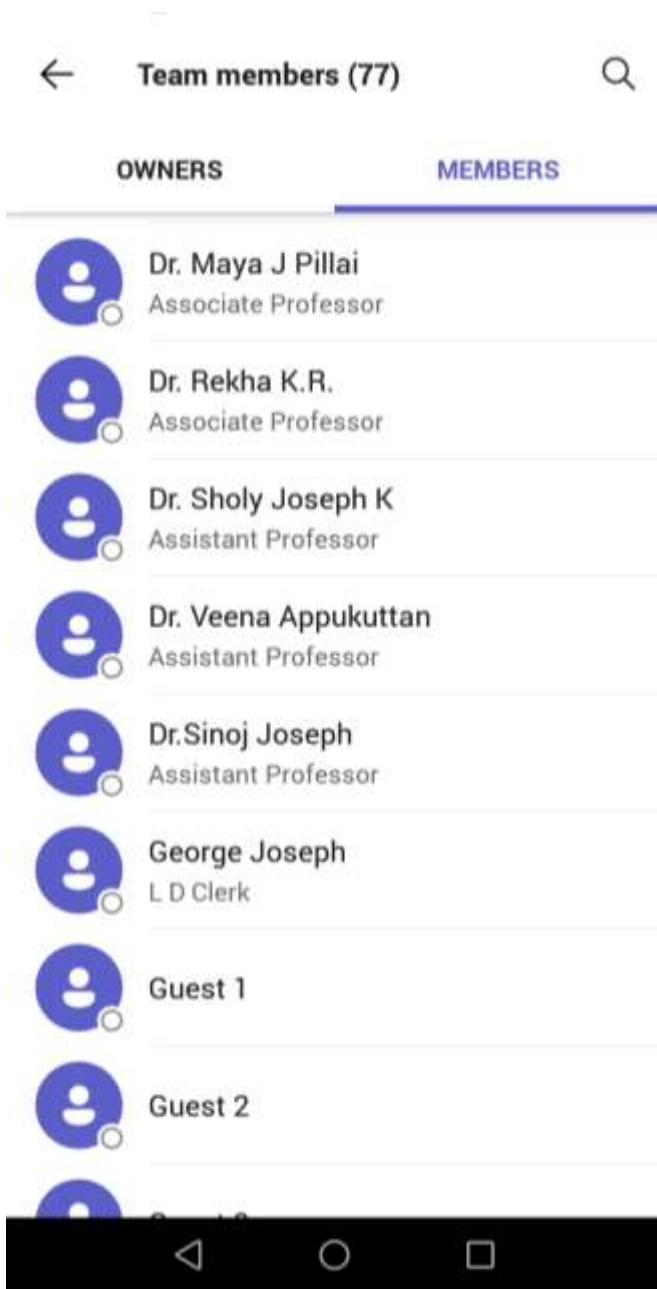 Team members (77)
OWNERS
MEMBERS
Dr. Maya J Pillai
Associate Professor
Dr. Rekha K.R.
Associate Professor
Dr. Sholy Joseph K
Assistant Professor
Dr. Veena Appukuttan
Assistant Professor
Dr.Sinoj Joseph
Assistant Professor
George Joseph
L D Clerk
Guest 1
Guest 2